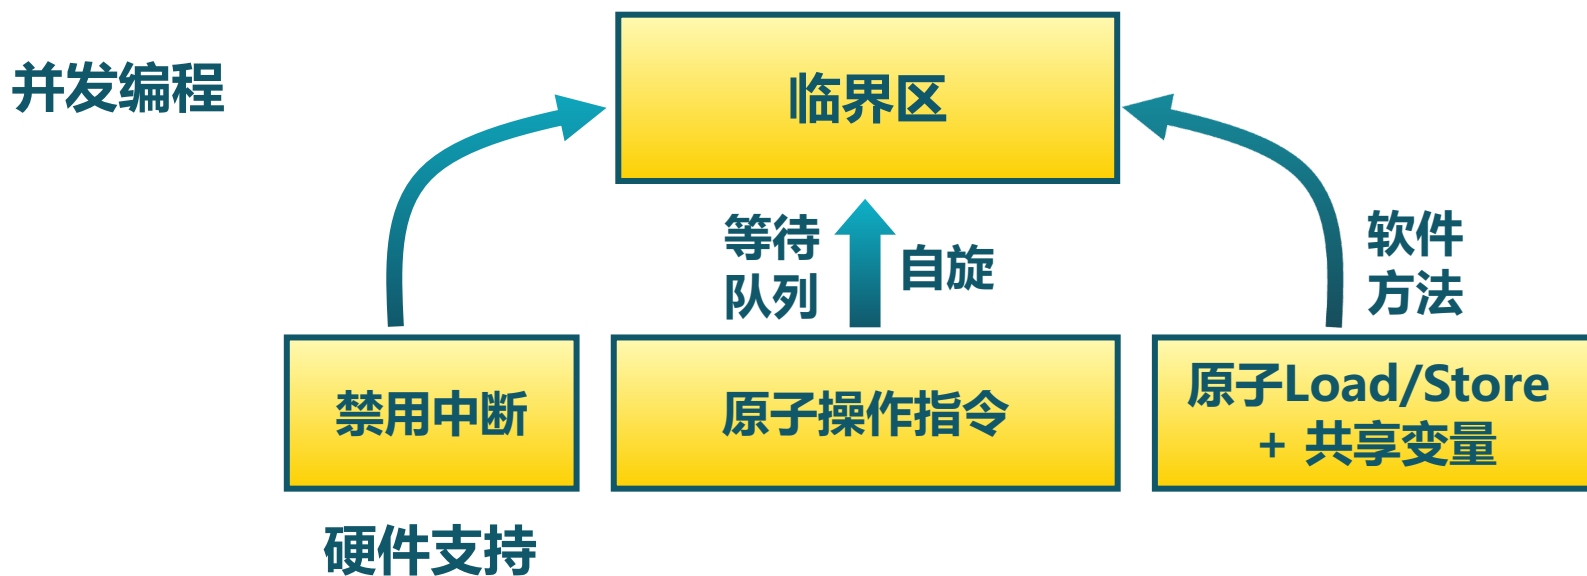 并发编程
临界区
等待
队列
自旋
软件
方法
禁用中断
原子操作指令
原子Load/Store
+ 共享变量
硬件支持